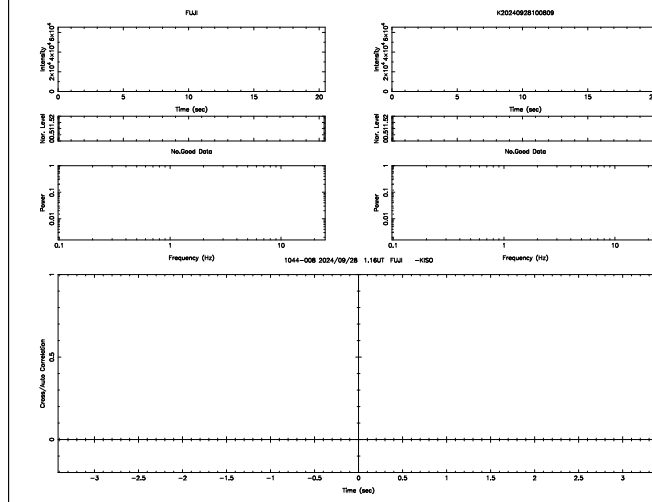 FUJI
K20240928100809
Intensity
0 2×10⁴ 4×10⁴ 6×10⁴
0 5 10 15 20
Time (sec)
Intensity
0 2×10⁴ 4×10⁴ 6×10⁴
0 5 10 15 20
Time (sec)
Nor. Level
00.511.52
Nor. Level
00.511.52
No.Good Data
No.Good Data
Power
0.01 0.1 1
0.1 1 10
Frequency (Hz)
Power
0.01 0.1 1
0.1 1 10
Frequency (Hz)
1044-008 2024/09/28 1.16UT FUJI -KISO
Cross/Auto Correlation
0 0.5 1
-3 -2.5 -2 -1.5 -1 -0.5 0 0.5 1 1.5 2 2.5 3
Time (sec)